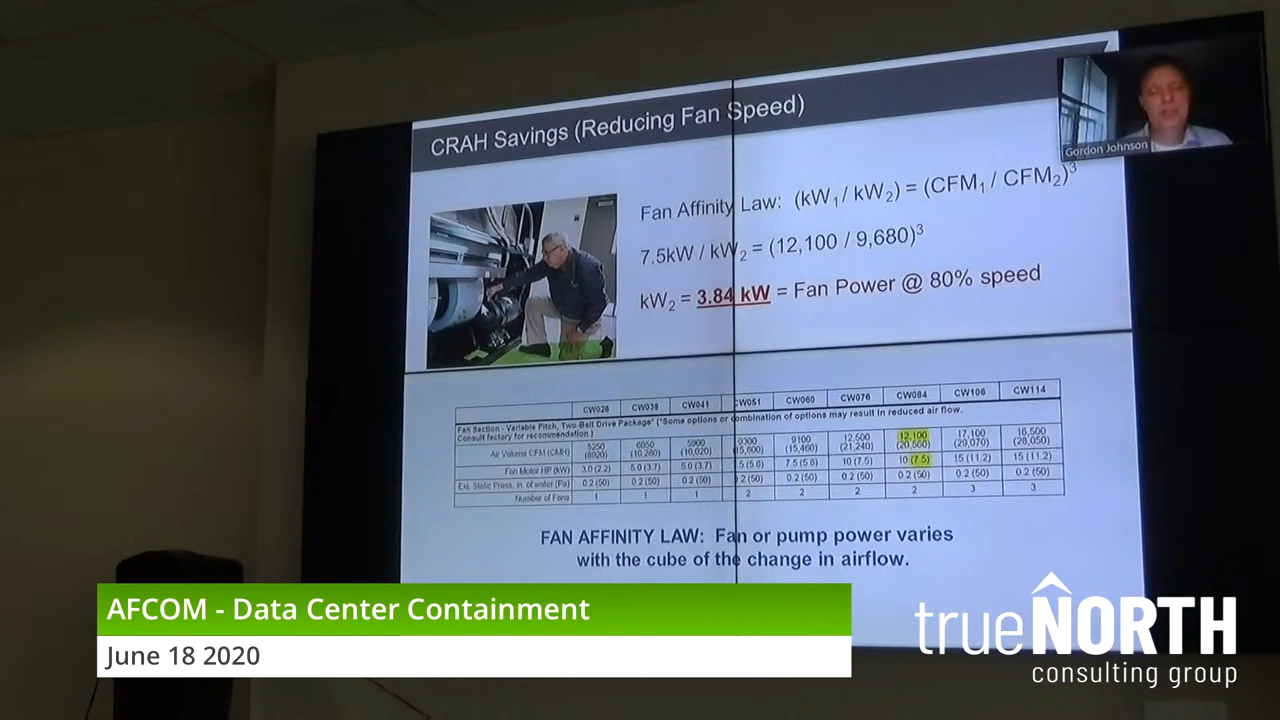 CRAH Savings (Reducing Fan Speed)
Gordon Johnson
Fan Affinity Law: (kW₁ / kW₂) = (CFM₁ / CFM₂)³
7.5kW / kW₂ = (12,100 / 9,680)³
kW₂ = 3.84 kW = Fan Power @ 80% speed
CW026 CW038 CW041 CW051 CW060 CW076 CW084 CW106 CW114
Fan Section - Variable Pitch, Two-Belt Drive Package* (*Some options or combination of options may result in reduced air flow.
Consult factory for recommendation.)
Air Volume CFM (CMH) 5250 (8920) 6050 (10,280) 5900 (10,020) 9300 9100 (15,460) 12,500 (21,240) 12,100 (20,560) 17,100 (29,070) 16,500 (28,050)
Fan Motor HP (kW) 3.0 (2.2) 5.0 (3.7) 5.0 (3.7) .5 (5.6) 7.5 (5.6) 10 (7.5) 10 (7.5) 15 (11.2) 15 (11.2)
Ext. Static Press. in. of water (Pa) 0.2 (50) 0.2 (50) 0.2 (50) .2 (50) 0.2 (50) 0.2 (50) 0.2 (50) 0.2 (50) 0.2 (50)
Number of Fans 1 1 1 2 2 2 2 3 3
FAN AFFINITY LAW: Fan or pump power varies
with the cube of the change in airflow.
AFCOM - Data Center Containment
June 18 2020
trueNORTH
consulting group